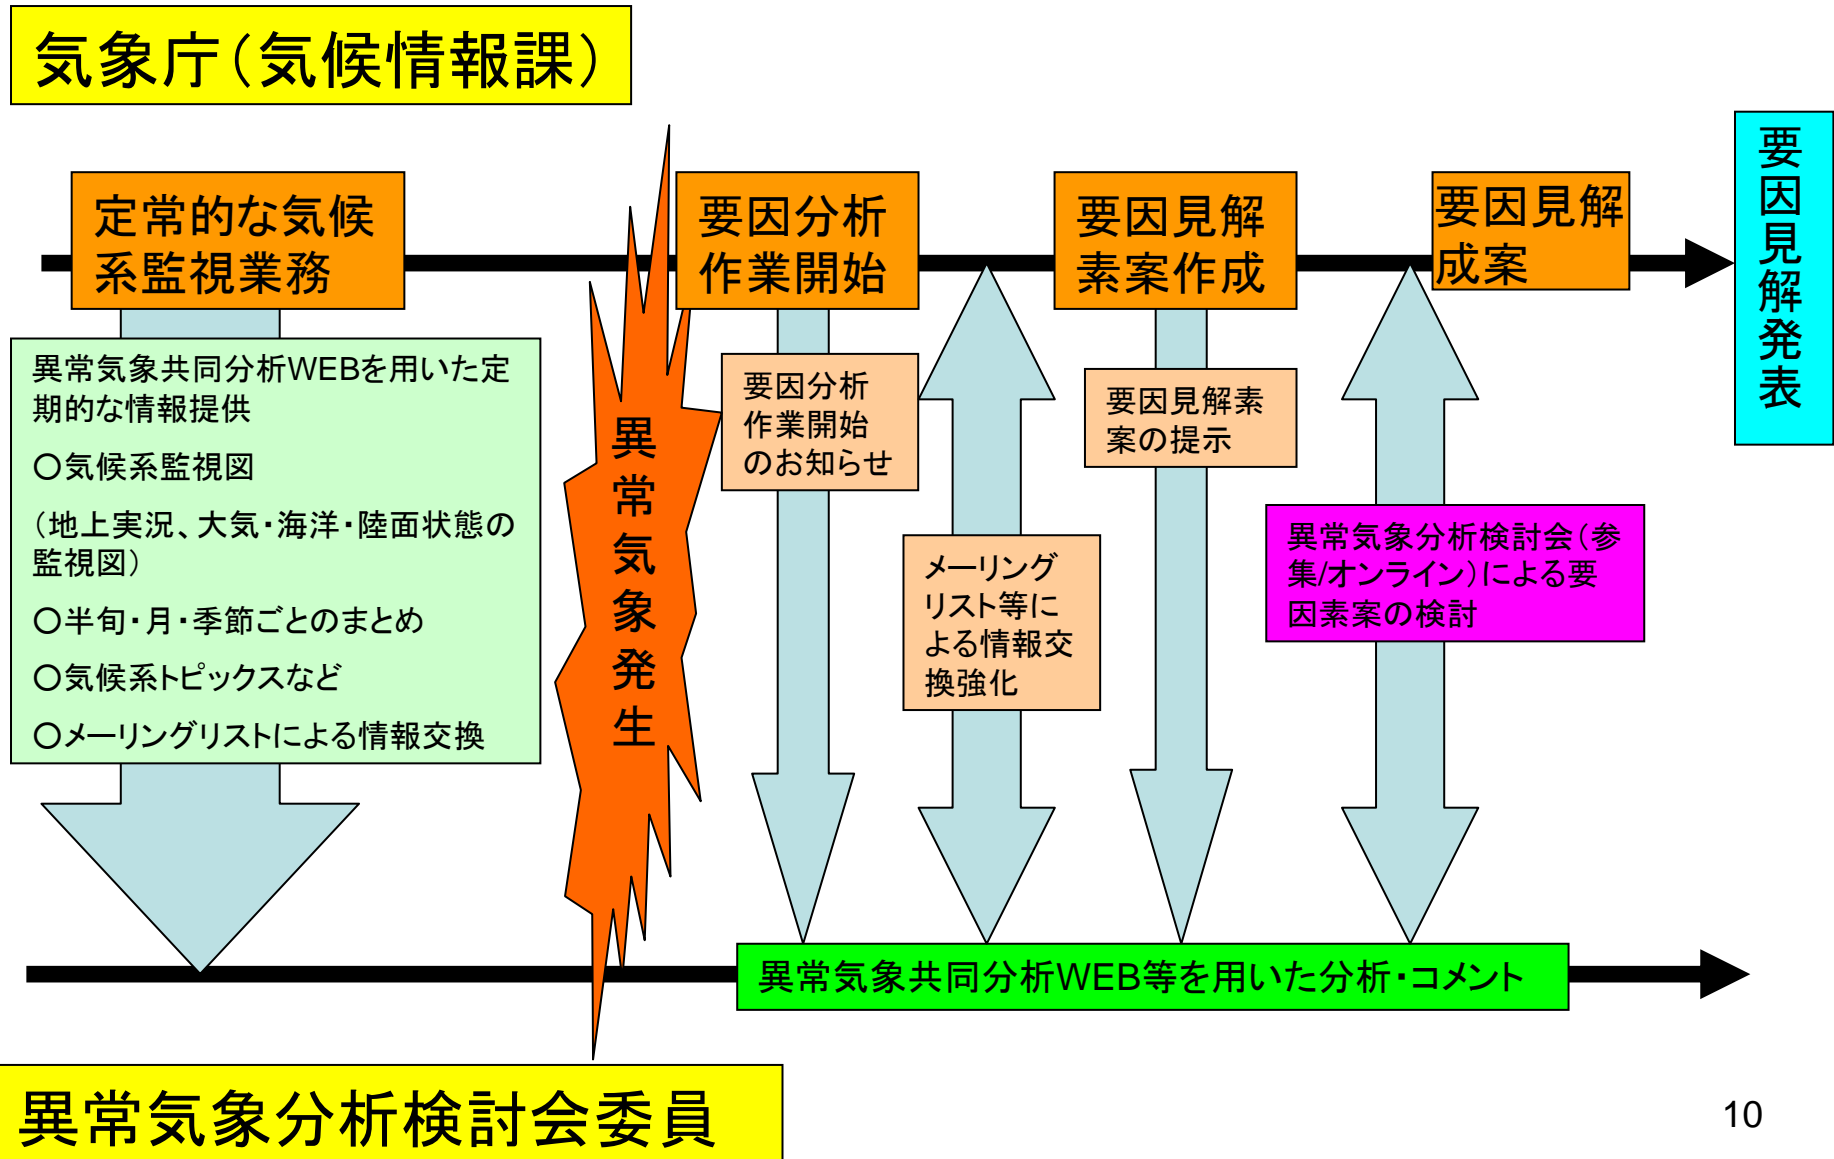 気象庁(気候情報課)
定常的な気候
系監視業務
要因分析
作業開始
要因見解
素案作成
要因見解
成案
要因見解発表
異常気象共同分析WEBを用いた定
期的な情報提供
○気候系監視図
(地上実況、大気・海洋・陸面状態の
監視図)
○半旬・月・季節ごとのまとめ
○気候系トピックスなど
○メーリングリストによる情報交換
異常気象発生
要因分析
作業開始
のお知らせ
メーリング
リスト等に
よる情報交
換強化
要因見解素
案の提示
異常気象分析検討会(参
集/オンライン)による要
因素案の検討
異常気象共同分析WEB等を用いた分析・コメント
異常気象分析検討会委員
10